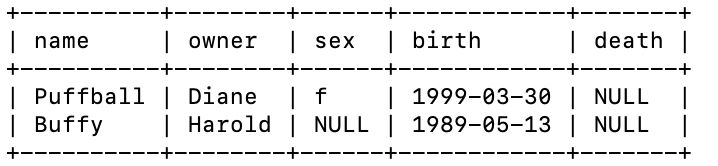 +----------+--------+------+------------+-------+
| name     | owner  | sex  | birth      | death |
+----------+--------+------+------------+-------+
| Puffball | Diane  | f    | 1999-03-30 | NULL  |
| Buffy    | Harold | NULL | 1989-05-13 | NULL  |
+----------+--------+------+------------+-------+